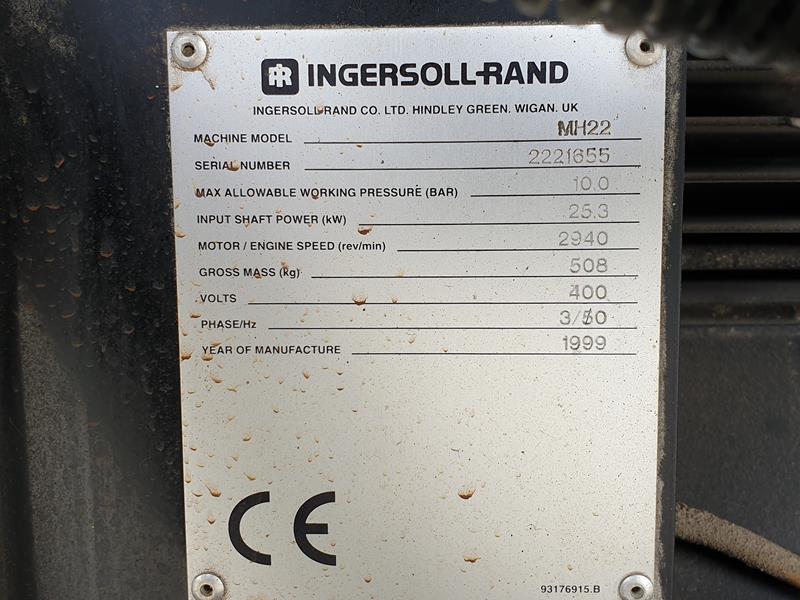 IR INGERSOLL-RAND
INGERSOLL-RAND CO. LTD. HINDLEY GREEN. WIGAN. UK
MACHINE MODEL MH22
SERIAL NUMBER 2221655
MAX ALLOWABLE WORKING PRESSURE (BAR) 10.0
INPUT SHAFT POWER (kW) 25.3
MOTOR / ENGINE SPEED (rev/min) 2940
GROSS MASS (kg) 508
VOLTS 400
PHASE/Hz 3/50
YEAR OF MANUFACTURE 1999
CE
93176915.B